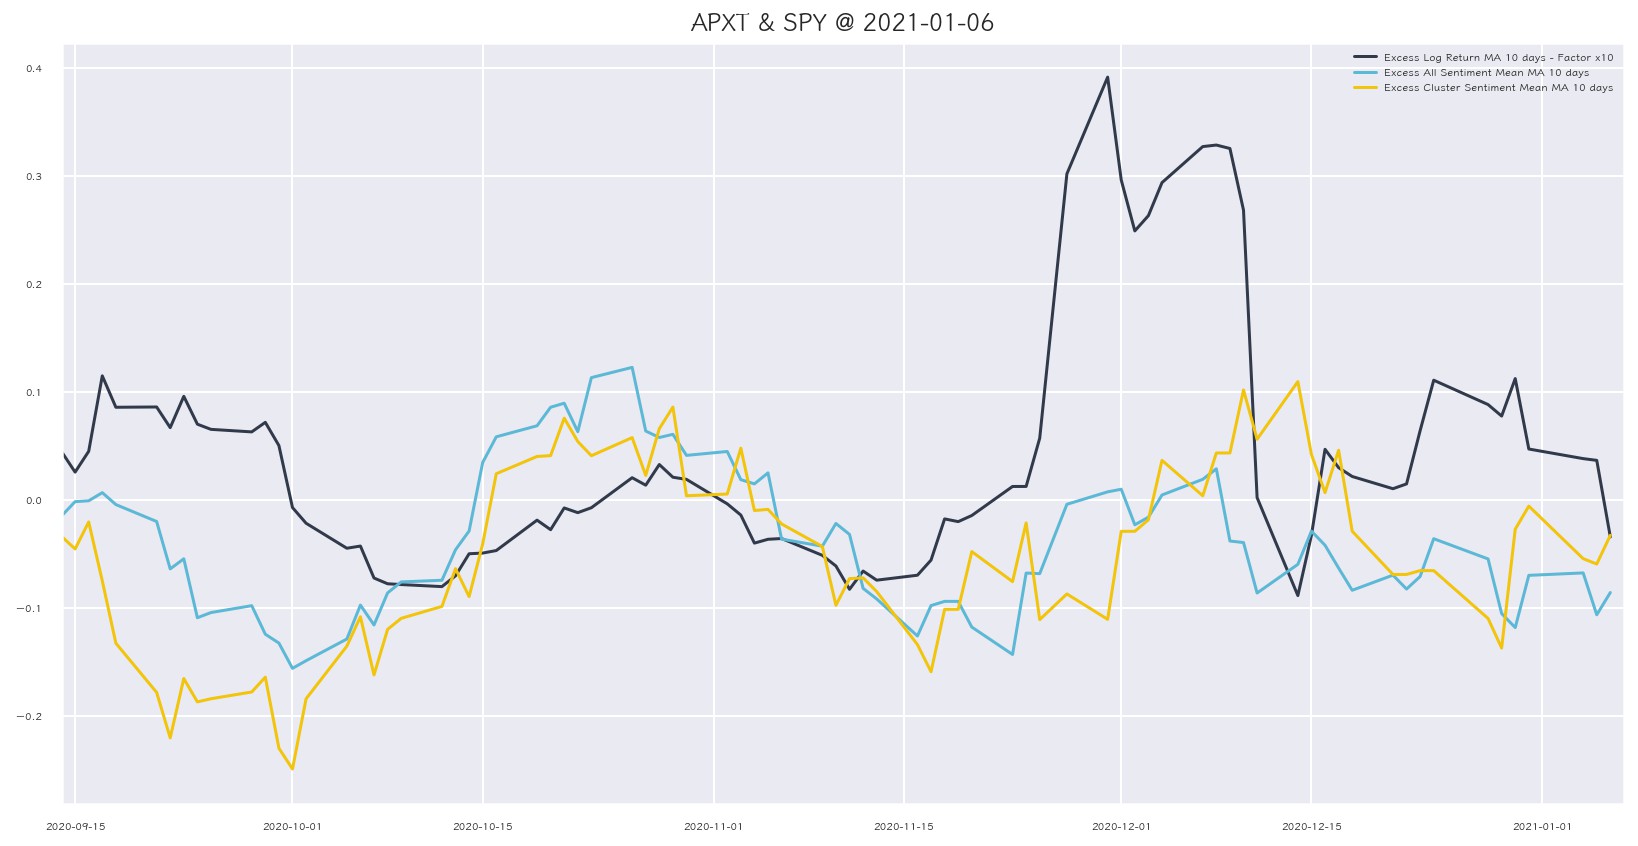 APXT & SPY @ 2021-01-06
Excess Log Return MA 10 days - Factor x10
Excess All Sentiment Mean MA 10 days
Excess Cluster Sentiment Mean MA 10 days
0.4
0.3
0.2
0.1
0.0
−0.1
−0.2
2020-09-15 2020-10-01 2020-10-15 2020-11-01 2020-11-15 2020-12-01 2020-12-15 2021-01-01